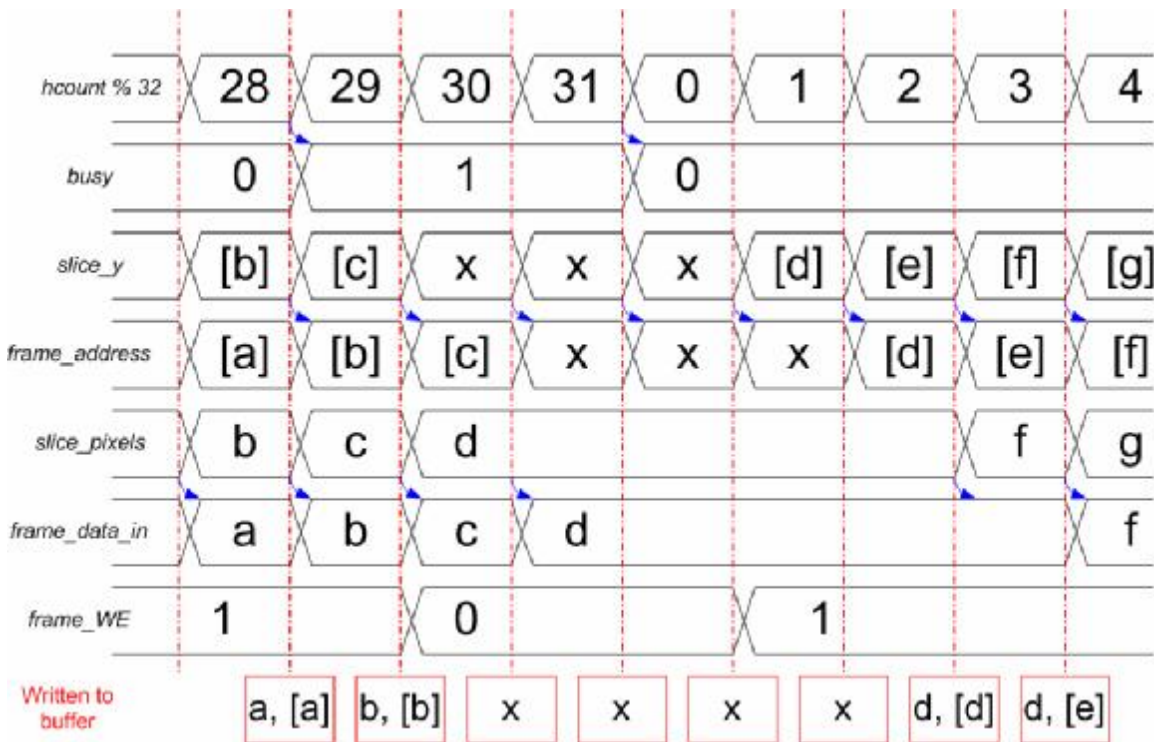 hcount % 32 28 29 30 31 0 1 2 3 4
busy 0 1 0
slice_y [b] [c] x x x [d] [e] [f] [g]
frame_address [a] [b] [c] x x x [d] [e] [f]
slice_pixels b c d f g
frame_data_in a b c d f
frame_WE 1 0 1
Written to
buffer
a, [a] b, [b] x x x x d, [d] d, [e]